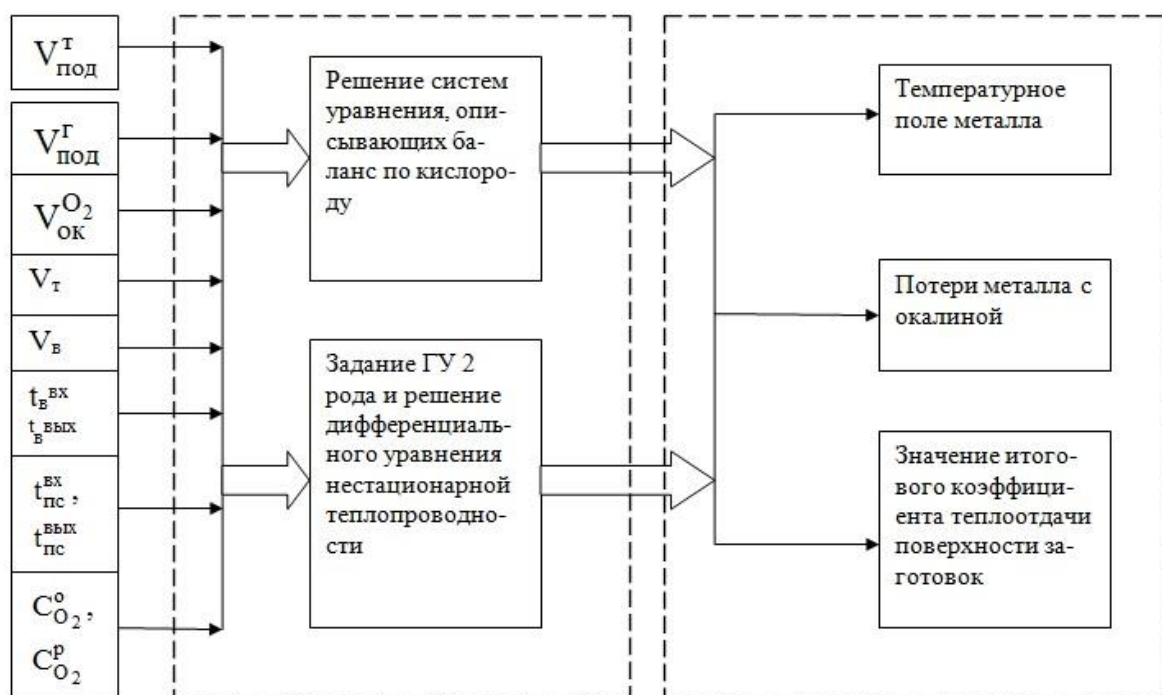 V^т_под
V^г_под
V^O2_ок
V_т
V_в
t_в^вх
t_в^вых
t^вх_пс,
t^вых_пс
C^о_O2,
C^р_O2
Решение систем
уравнения, опи-
сывающих ба-
ланс по кислоро-
ду
Задание ГУ 2
рода и решение
дифференциаль-
ного уравнения
нестационарной
теплопроводно-
сти
Температурное
поле металла
Потери металла с
окалиной
Значение итого-
вого коэффици-
ента теплоотдачи
поверхности за-
готовок